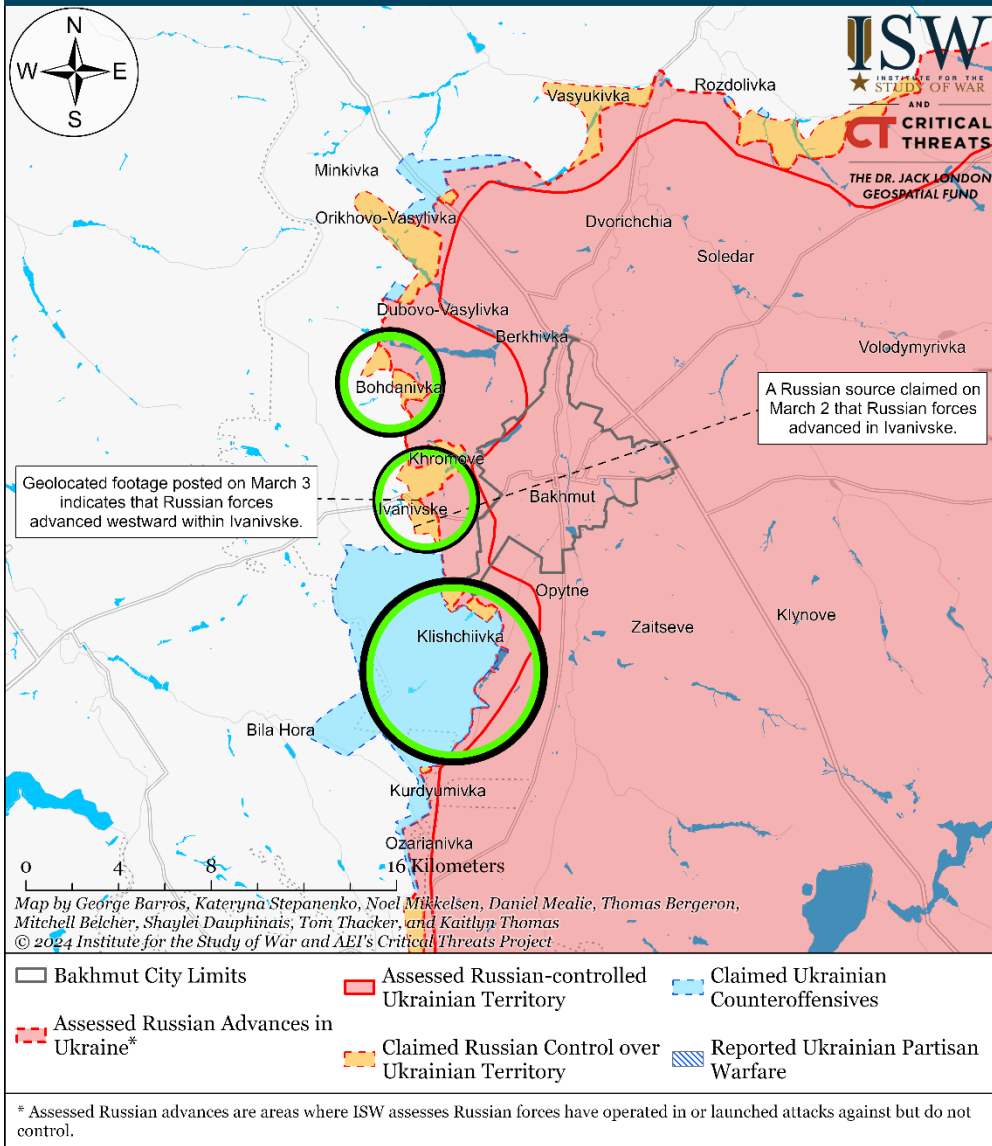 N
W E
S
ISW
INSTITUTE FOR THE
STUDY OF WAR
AND
CT CRITICAL
THREATS
THE DR. JACK LONDON
GEOSPATIAL FUND
Vasyukivka
Rozdolivka
Minkivka
Orikhovo-Vasylivka
Dvorichchia
Soledar
Dubovo-Vasylivka
Berkhivka
Volodymyrivka
Bohdanivka
A Russian source claimed on
March 2 that Russian forces
advanced in Ivanivske.
Khromove
Geolocated footage posted on March 3
indicates that Russian forces
advanced westward within Ivanivske.
Bakhmut
Ivanivske
Opytne
Klishchiivka
Zaitseve
Klynove
Bila Hora
Kurdyumivka
Ozarianivka
0 4 8 16 Kilometers
Map by George Barros, Kateryna Stepanenko, Noel Mikkelsen, Daniel Mealie, Thomas Bergeron,
Mitchell Belcher, Shaylei Dauphinais, Tom Thacker, and Kaitlyn Thomas
© 2024 Institute for the Study of War and AEI's Critical Threats Project
Bakhmut City Limits
Assessed Russian Advances in
Ukraine*
Assessed Russian-controlled
Ukrainian Territory
Claimed Russian Control over
Ukrainian Territory
Claimed Ukrainian
Counteroffensives
Reported Ukrainian Partisan
Warfare
* Assessed Russian advances are areas where ISW assesses Russian forces have operated in or launched attacks against but do not
control.